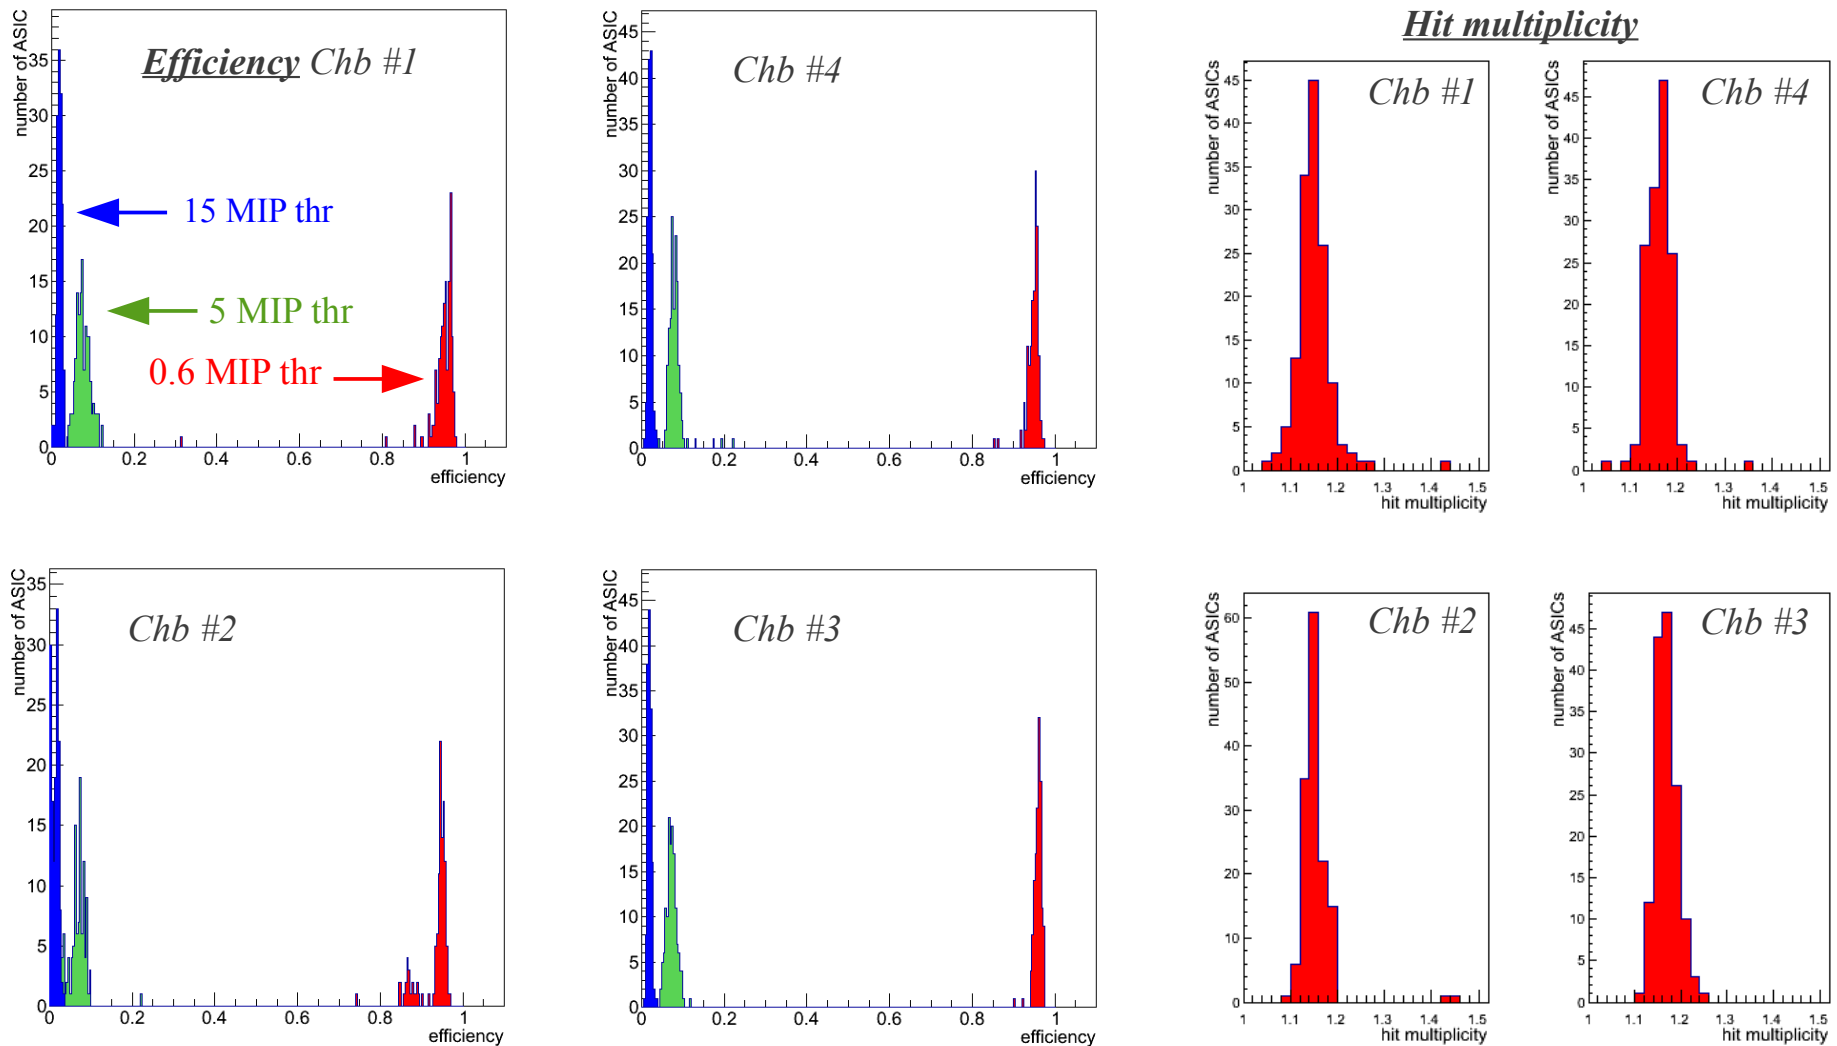 Efficiency Chb #1
number of ASIC
35
30
25
20
15
10
5
0
15 MIP thr
5 MIP thr
0.6 MIP thr
0 0.2 0.4 0.6 0.8 1
efficiency
Chb #4
number of ASIC
45
40
35
30
25
20
15
10
5
0
0 0.2 0.4 0.6 0.8 1
efficiency
Hit multiplicity
Chb #1
number of ASICs
45
40
35
30
25
20
15
10
5
0
1 1.1 1.2 1.3 1.4 1.5
hit multiplicity
Chb #4
number of ASICs
45
40
35
30
25
20
15
10
5
0
1 1.1 1.2 1.3 1.4 1.5
hit multiplicity
Chb #2
number of ASIC
35
30
25
20
15
10
5
0
0 0.2 0.4 0.6 0.8 1
efficiency
Chb #3
number of ASIC
45
40
35
30
25
20
15
10
5
0
0 0.2 0.4 0.6 0.8 1
efficiency
Chb #2
number of ASICs
60
50
40
30
20
10
0
1 1.1 1.2 1.3 1.4 1.5
hit multiplicity
Chb #3
number of ASICs
45
40
35
30
25
20
15
10
5
0
1 1.1 1.2 1.3 1.4 1.5
hit multiplicity